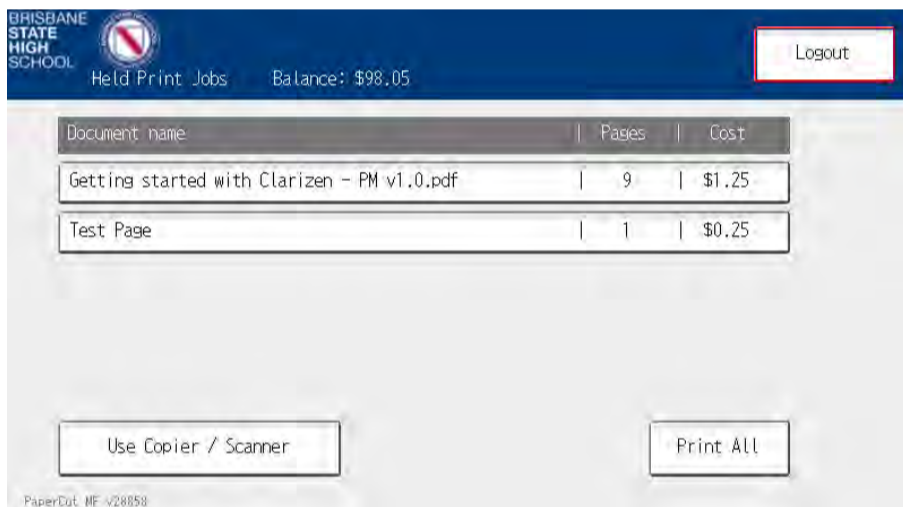 BRISBANE
STATE
HIGH
SCHOOL
Held Print Jobs Balance: $98.05
Logout
Document name | Pages | Cost
Getting started with Clarizen - PM v1.0.pdf | 9 | $1.25
Test Page | 1 | $0.25
Use Copier / Scanner
Print All
PaperCut MF v28858